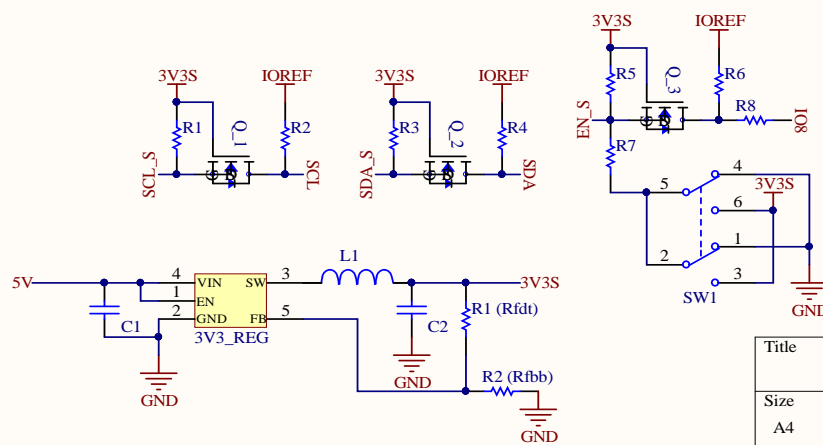 3V3S IOREF
R1 Q_1 R2
SCL_S SCL
3V3S IOREF
R3 Q_2 R4
SDA_S SDA
3V3S IOREF
R5 Q_3 R6
EN_S R8 IO8
R7
5 4
3V3S
6
2 1
3
SW1
GND
5V 4 VIN SW 3 L1 3V3S
1 EN
2 GND FB 5
C1 3V3_REG C2 R1 (Rfdt)
GND
GND
R2 (Rfbb)
GND
Title
Size
A4